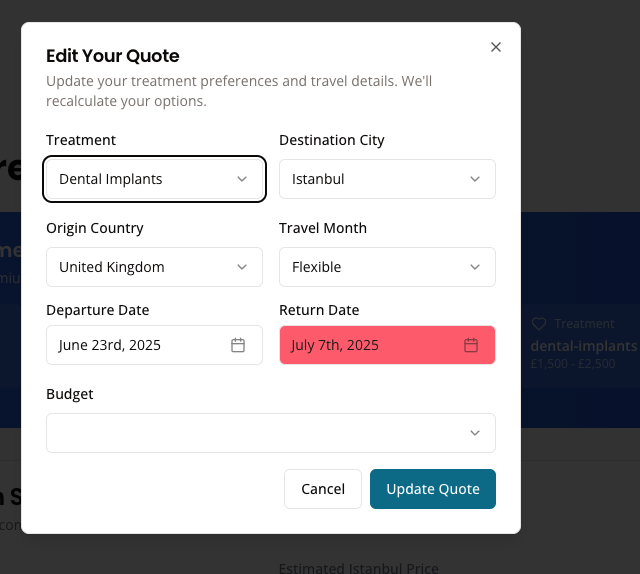 Edit Your Quote
Update your treatment preferences and travel details. We'll
recalculate your options.
Treatment
Destination City
Dental Implants
Istanbul
Origin Country
Travel Month
United Kingdom
Flexible
Departure Date
Return Date
June 23rd, 2025
July 7th, 2025
Budget
Cancel
Update Quote
Treatment
dental-implants
£1,500 - £2,500
Estimated Istanbul Price